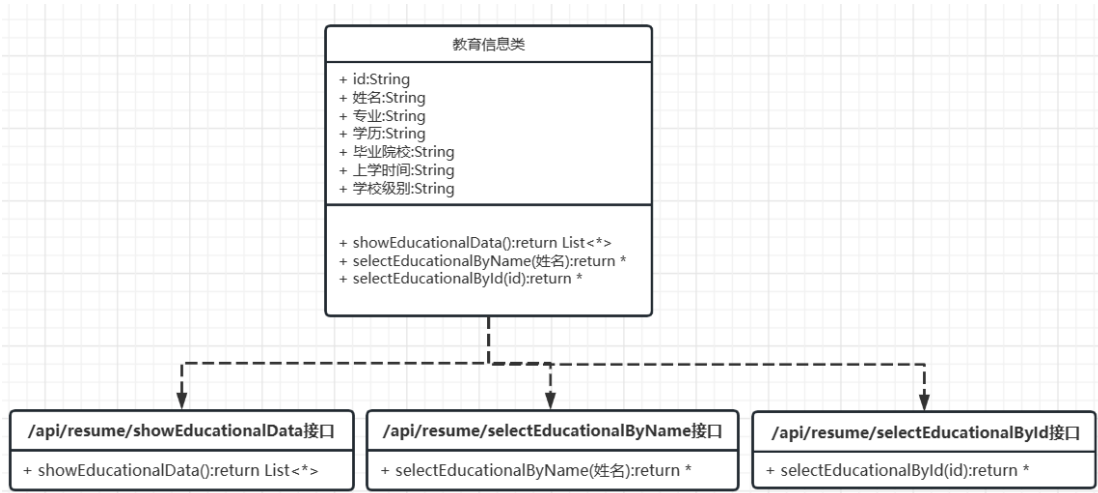 教育信息类
+ id:String
+ 姓名:String
+ 专业:String
+ 学历:String
+ 毕业院校:String
+ 上学时间:String
+ 学校级别:String
+ showEducationalData():return List<*>
+ selectEducationalByName(姓名):return *
+ selectEducationalById(id):return *
/api/resume/showEducationalData接口
+ showEducationalData():return List<*>
/api/resume/selectEducationalByName接口
+ selectEducationalByName(姓名):return *
/api/resume/selectEducationalById接口
+ selectEducationalById(id):return *